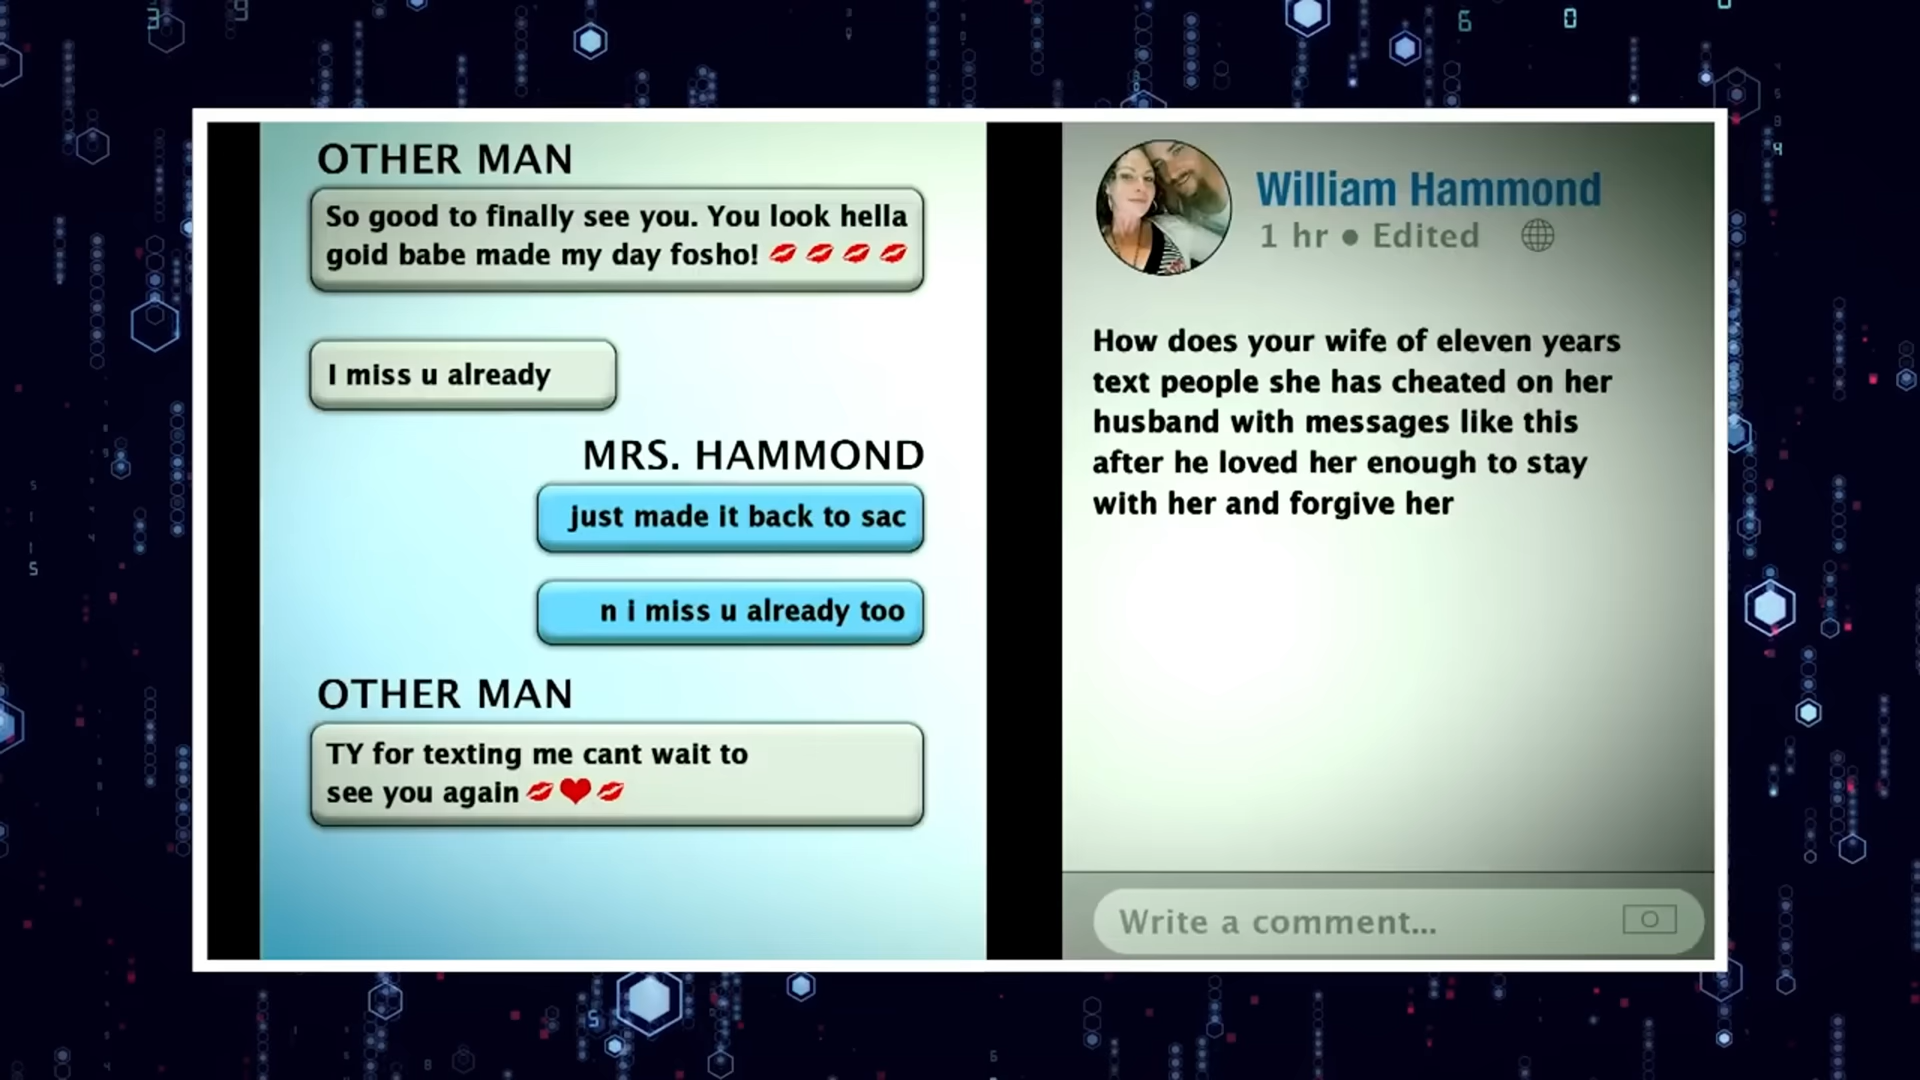 OTHER MAN
So good to finally see you. You look hella
goid babe made my day fosho! 💋 💋 💋 💋
I miss u already
MRS. HAMMOND
just made it back to sac
n i miss u already too
OTHER MAN
TY for texting me cant wait to
see you again 💋❤️💋
William Hammond
1 hr • Edited
How does your wife of eleven years
text people she has cheated on her
husband with messages like this
after he loved her enough to stay
with her and forgive her
Write a comment...